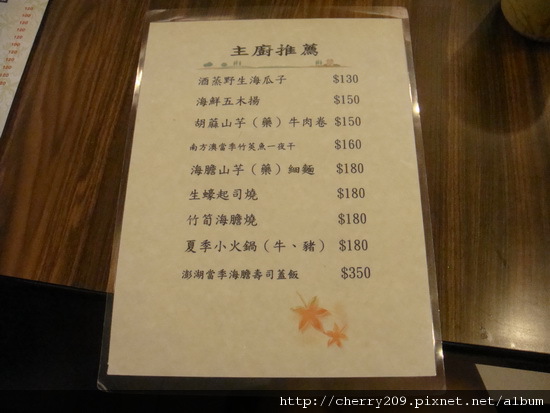 主廚推薦
酒蒸野生海瓜子 $130
海鮮五木揚 $150
胡蔴山芋（藥）牛肉卷 $150
南方澳當季竹筴魚一夜干 $160
海膽山芋（藥）細麵 $180
生蠔起司燒 $180
竹筍海膽燒 $180
夏季小火鍋（牛、豬） $180
澎湖當季海膽壽司蓋飯 $350
http://cherry209.pixnet.net/album